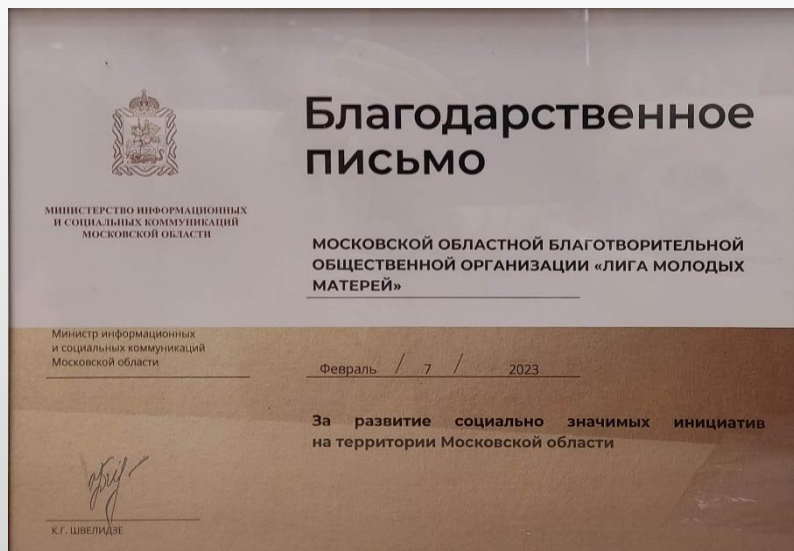 Благодарственное
письмо
МИНИСТЕРСТВО ИНФОРМАЦИОННЫХ
И СОЦИАЛЬНЫХ КОММУНИКАЦИЙ
МОСКОВСКОЙ ОБЛАСТИ
МОСКОВСКОЙ ОБЛАСТНОЙ БЛАГОТВОРИТЕЛЬНОЙ
ОБЩЕСТВЕННОЙ ОРГАНИЗАЦИИ «ЛИГА МОЛОДЫХ
МАТЕРЕЙ»
Министр информационных
и социальных коммуникаций
Московской области
Февраль / 7 / 2023
За развитие социально значимых инициатив
на территории Московской области
К.Г. ШВЕЛИДЗЕ